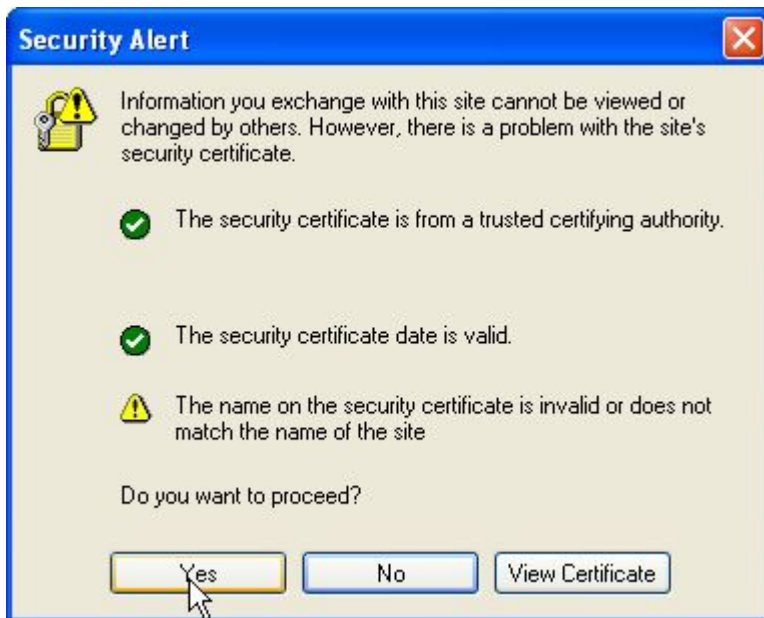 Security Alert
Information you exchange with this site cannot be viewed or
changed by others. However, there is a problem with the site's
security certificate.
The security certificate is from a trusted certifying authority.
The security certificate date is valid.
The name on the security certificate is invalid or does not
match the name of the site
Do you want to proceed?
Yes No View Certificate